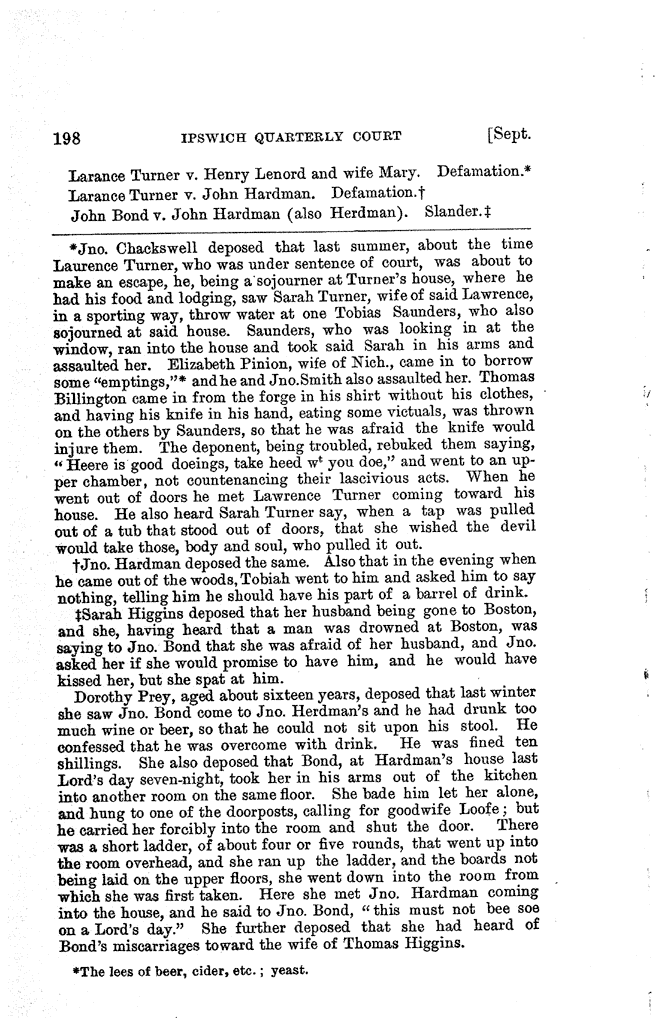 198 IPSWICH QUARTERLY COURT [Sept.
Larance Turner v. Henry Lenord and wife Mary. Defamation.*
Larance Turner v. John Hardman. Defamation.†
John Bond v. John Hardman (also Herdman). Slander.‡
*Jno. Chackswell deposed that last summer, about the time
Laurence Turner, who was under sentence of court, was about to
make an escape, he, being a sojourner at Turner's house, where he
had his food and lodging, saw Sarah Turner, wife of said Lawrence,
in a sporting way, throw water at one Tobias Saunders, who also
sojourned at said house. Saunders, who was looking in at the
window, ran into the house and took said Sarah in his arms and
assaulted her. Elizabeth Pinion, wife of Nich., came in to borrow
some "emptings,"* and he and Jno. Smith also assaulted her. Thomas
Billington came in from the forge in his shirt without his clothes,
and having his knife in his hand, eating some victuals, was thrown
on the others by Saunders, so that he was afraid the knife would
injure them. The deponent, being troubled, rebuked them saying,
"Heere is good doeings, take heed wᵗ you doe," and went to an up-
per chamber, not countenancing their lascivious acts. When he
went out of doors he met Lawrence Turner coming toward his
house. He also heard Sarah Turner say, when a tap was pulled
out of a tub that stood out of doors, that she wished the devil
would take those, body and soul, who pulled it out.
†Jno. Hardman deposed the same. Also that in the evening when
he came out of the woods, Tobiah went to him and asked him to say
nothing, telling him he should have his part of a barrel of drink.
‡Sarah Higgins deposed that her husband being gone to Boston,
and she, having heard that a man was drowned at Boston, was
saying to Jno. Bond that she was afraid of her husband, and Jno.
asked her if she would promise to have him, and he would have
kissed her, but she spat at him.
Dorothy Prey, aged about sixteen years, deposed that last winter
she saw Jno. Bond come to Jno. Herdman's and he had drunk too
much wine or beer, so that he could not sit upon his stool. He
confessed that he was overcome with drink. He was fined ten
shillings. She also deposed that Bond, at Hardman's house last
Lord's day seven-night, took her in his arms out of the kitchen
into another room on the same floor. She bade him let her alone,
and hung to one of the doorposts, calling for goodwife Loofe; but
he carried her forcibly into the room and shut the door. There
was a short ladder, of about four or five rounds, that went up into
the room overhead, and she ran up the ladder, and the boards not
being laid on the upper floors, she went down into the room from
which she was first taken. Here she met Jno. Hardman coming
into the house, and he said to Jno. Bond, "this must not bee soe
on a Lord's day." She further deposed that she had heard of
Bond's miscarriages toward the wife of Thomas Higgins.
*The lees of beer, cider, etc.; yeast.